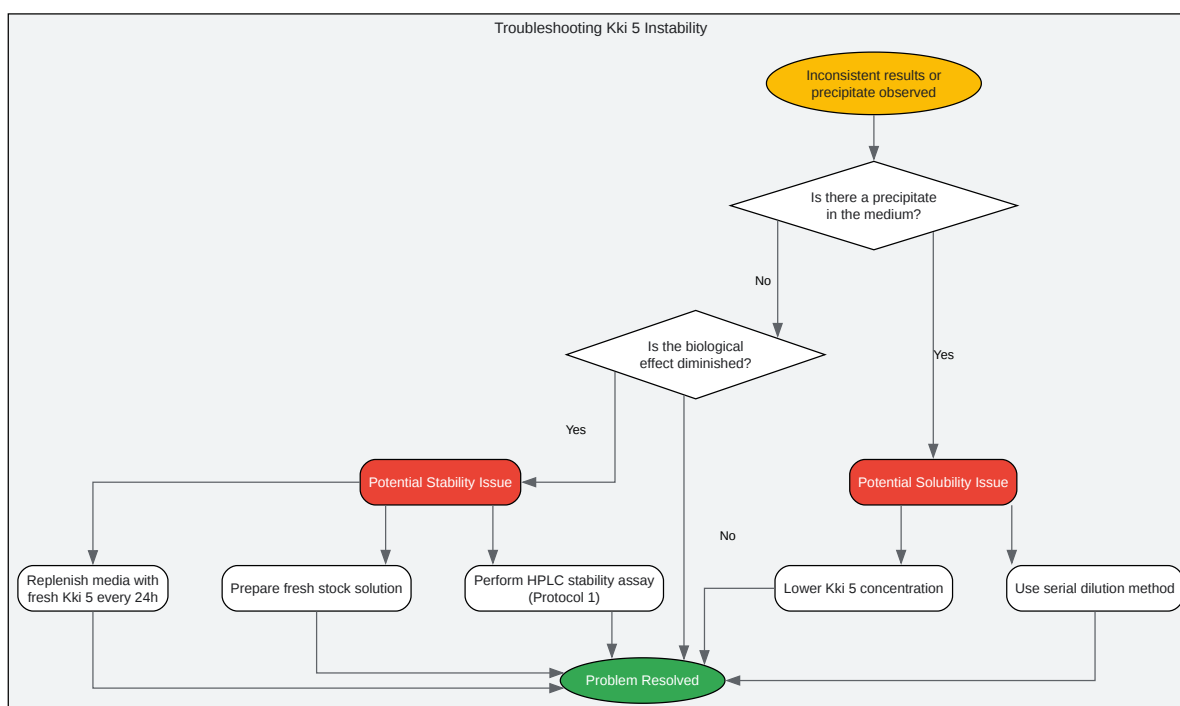 Troubleshooting Kki 5 Instability
Inconsistent results or
precipitate observed
Is there a precipitate
in the medium?
No
Is the biological
effect diminished?
Yes
Yes
Potential Stability Issue
Potential Solubility Issue
No
Replenish media with
fresh Kki 5 every 24h
Prepare fresh stock solution
Perform HPLC stability assay
(Protocol 1)
Lower Kki 5 concentration
Use serial dilution method
Problem Resolved